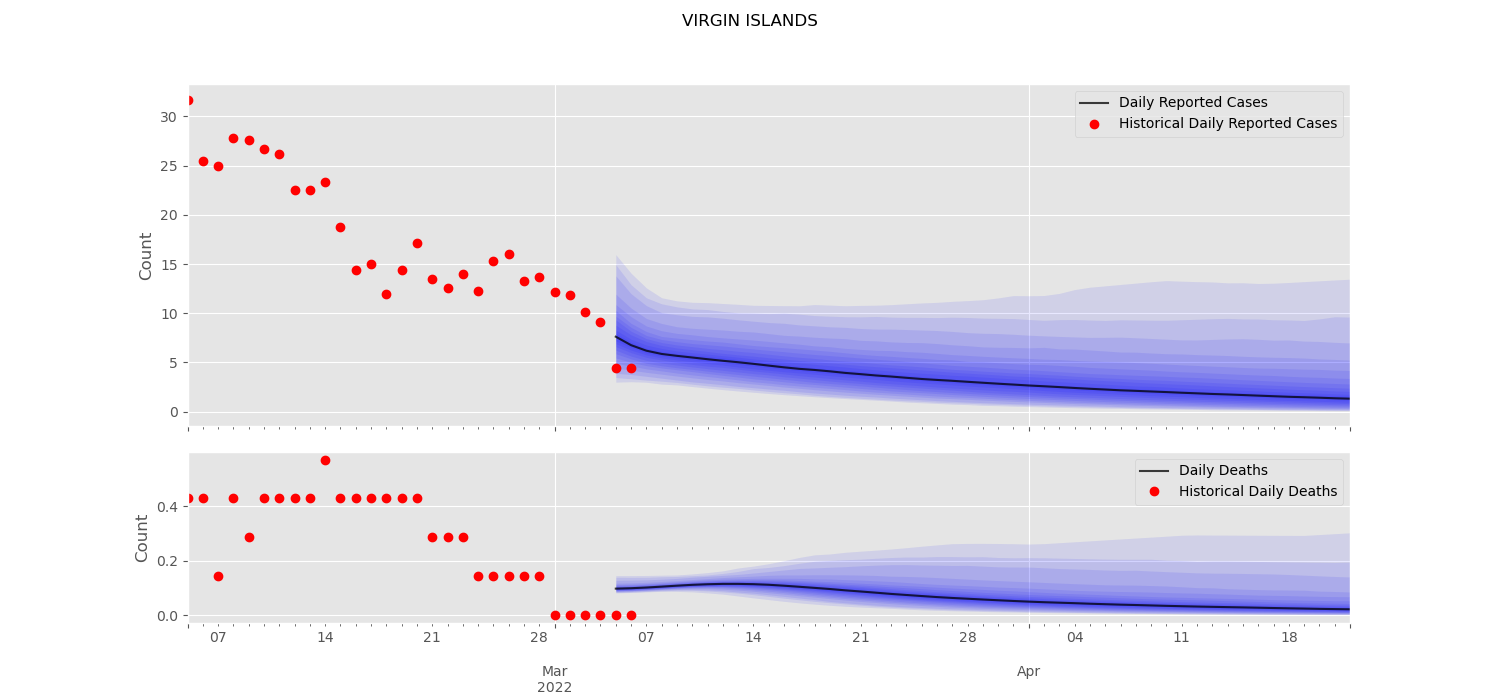 VIRGIN ISLANDS
Daily Reported Cases
Historical Daily Reported Cases
30
25
20
15
10
5
0
Count
Daily Deaths
Historical Daily Deaths
0.4
0.2
0.0
Count
07 14 21 28 07 14 21 28 04 11 18
Mar Apr
2022